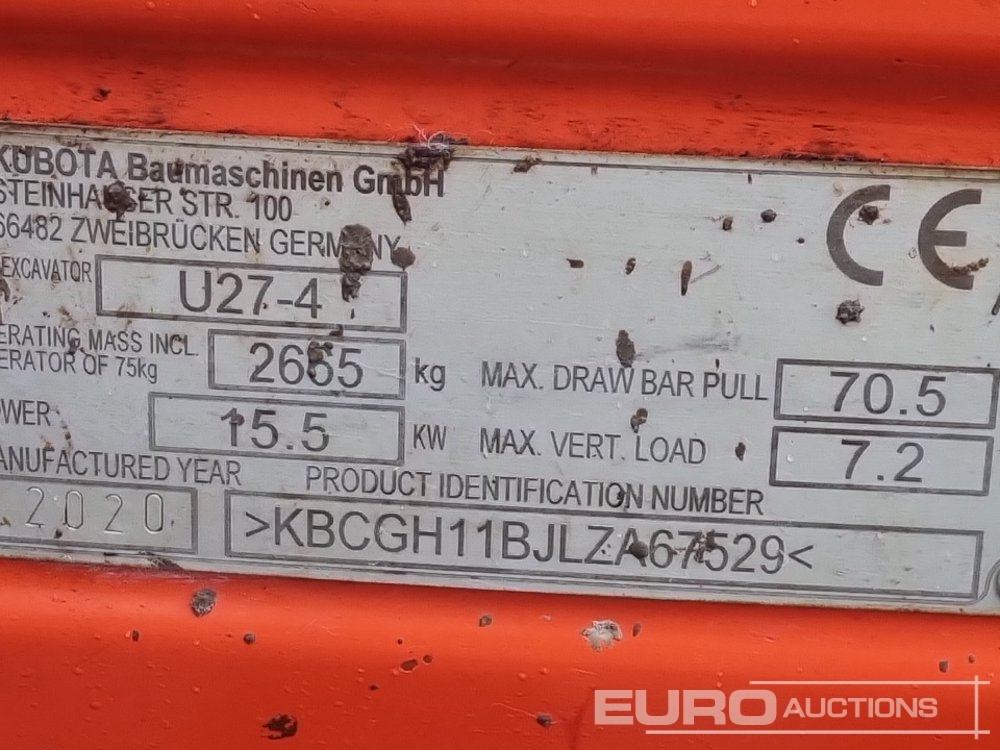 KUBOTA Baumaschinen GmbH
STEINHAUSER STR. 100
66482 ZWEIBRÜCKEN GERMANY
EXCAVATOR U27-4
ERATING MASS INCL.
ERATOR OF 75kg 2665 kg MAX. DRAW BAR PULL 70.5
OWER 15.5 KW MAX. VERT. LOAD 7.2
ANUFACTURED YEAR PRODUCT IDENTIFICATION NUMBER
2020 >KBCGH11BJLZA67529<
CE
EURO AUCTIONS